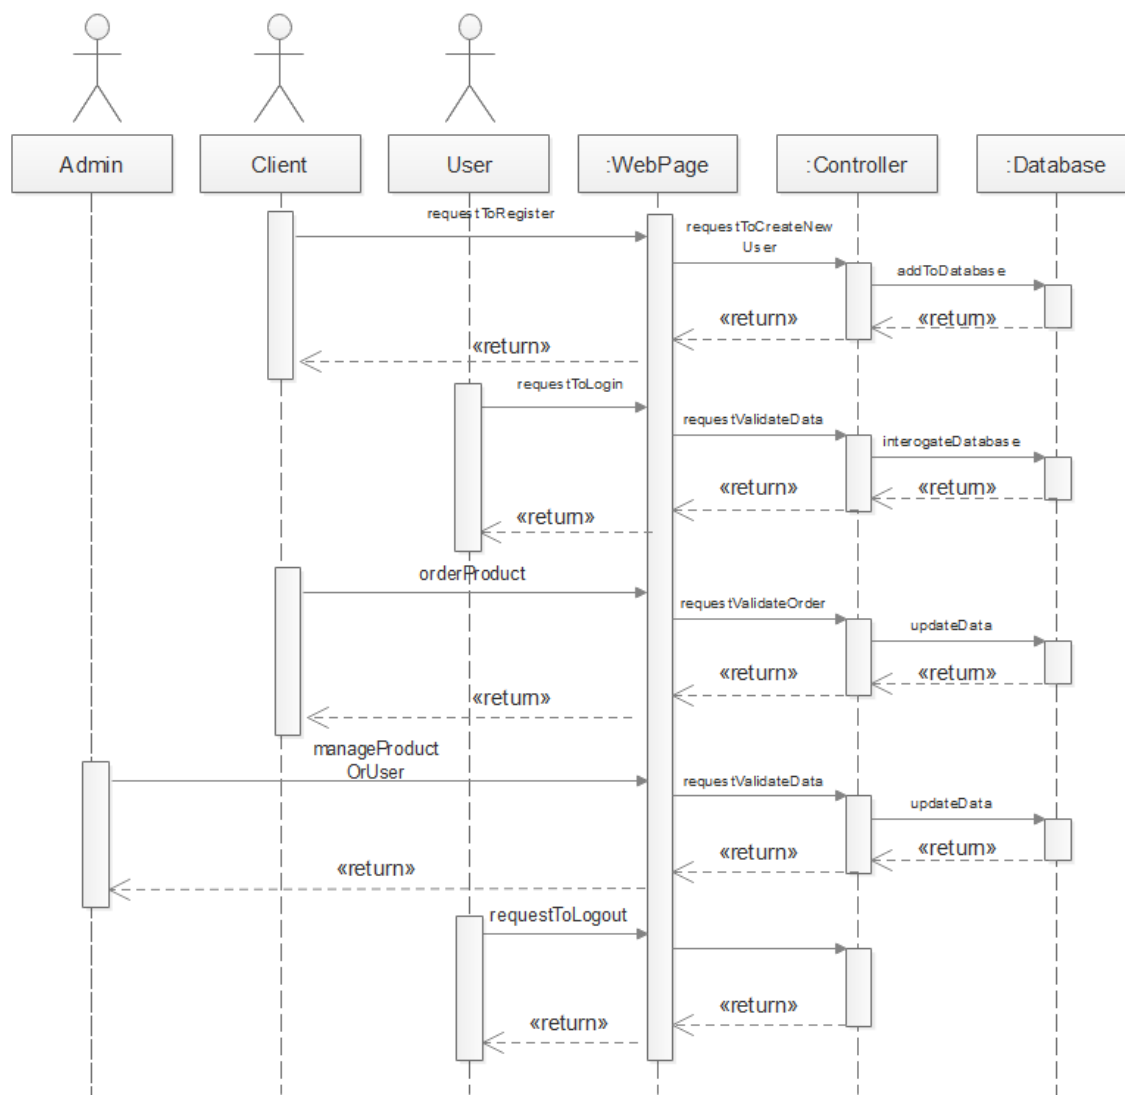 Admin
Client
User
:WebPage
:Controller
:Database
requestToRegister
requestToCreateNew
User
addToDatabase
«return»
«return»
«return»
requestToLogin
requestValidateData
interogateDatabase
«return»
«return»
«return»
orderProduct
requestValidateOrder
updateData
«return»
«return»
«return»
manageProduct
OrUser
requestValidateData
updateData
«return»
«return»
«return»
requestToLogout
«return»
«return»